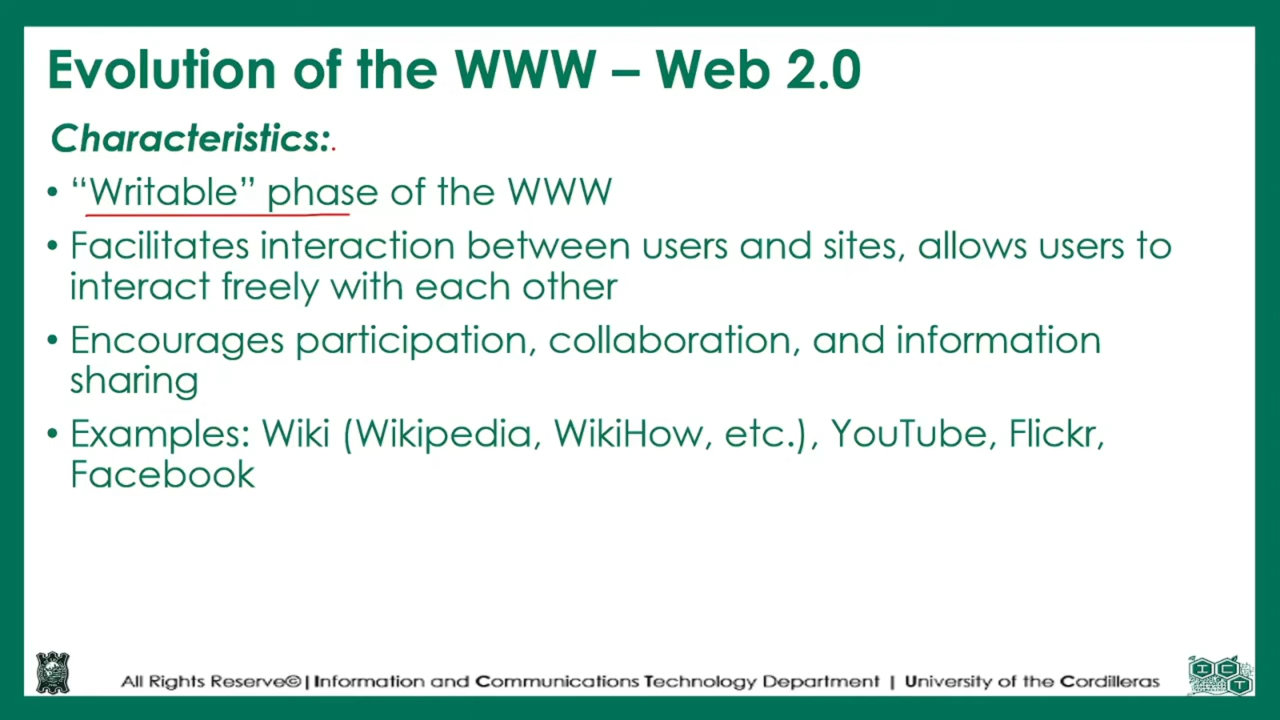 Evolution of the WWW – Web 2.0
Characteristics:
• “Writable” phase of the WWW
• Facilitates interaction between users and sites, allows users to
interact freely with each other
• Encourages participation, collaboration, and information
sharing
• Examples: Wiki (Wikipedia, WikiHow, etc.), YouTube, Flickr,
Facebook
All Rights Reserve©|Information and Communications Technology Department | University of the Cordilleras
I C T